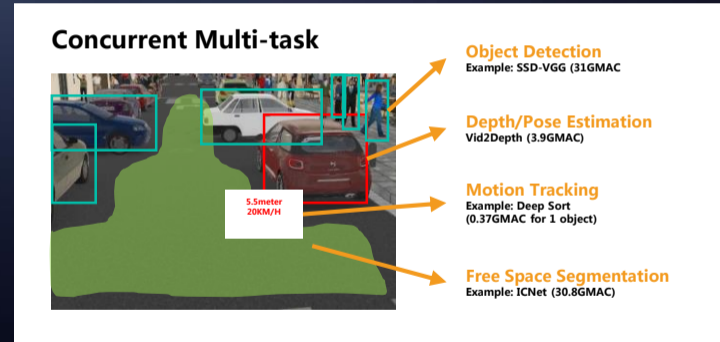 Concurrent Multi-task
Object Detection
Example: SSD-VGG (31GMAC
Depth/Pose Estimation
Vid2Depth (3.9GMAC)
5.5meter
20KM/H
Motion Tracking
Example: Deep Sort
(0.37GMAC for 1 object)
Free Space Segmentation
Example: ICNet (30.8GMAC)